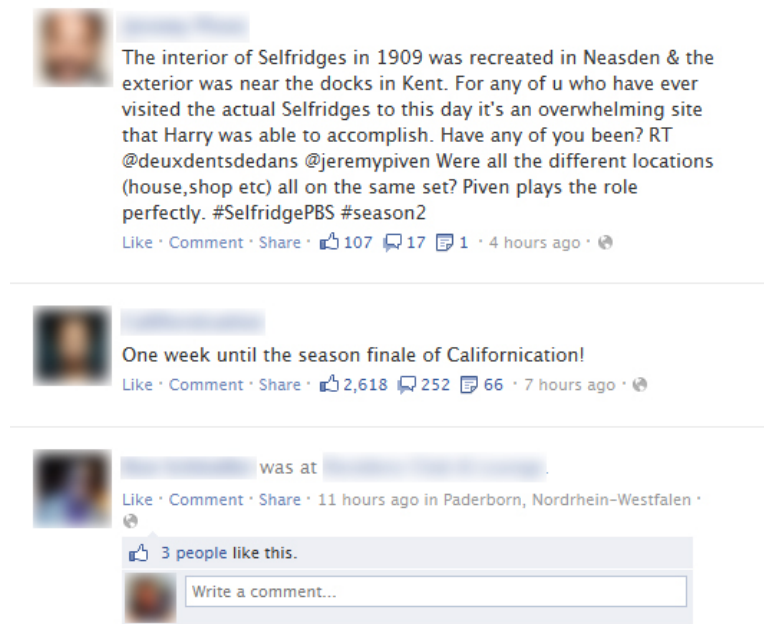 The interior of Selfridges in 1909 was recreated in Neasden & the
exterior was near the docks in Kent. For any of u who have ever
visited the actual Selfridges to this day it's an overwhelming site
that Harry was able to accomplish. Have any of you been? RT
@deuxdentsdedans @jeremypiven Were all the different locations
(house,shop etc) all on the same set? Piven plays the role
perfectly. #SelfridgePBS #season2
Like · Comment · Share · 107 17 1 · 4 hours ago ·
One week until the season finale of Californication!
Like · Comment · Share · 2,618 252 66 · 7 hours ago ·
was at .
Like · Comment · Share · 11 hours ago in Paderborn, Nordrhein-Westfalen ·
3 people like this.
Write a comment...